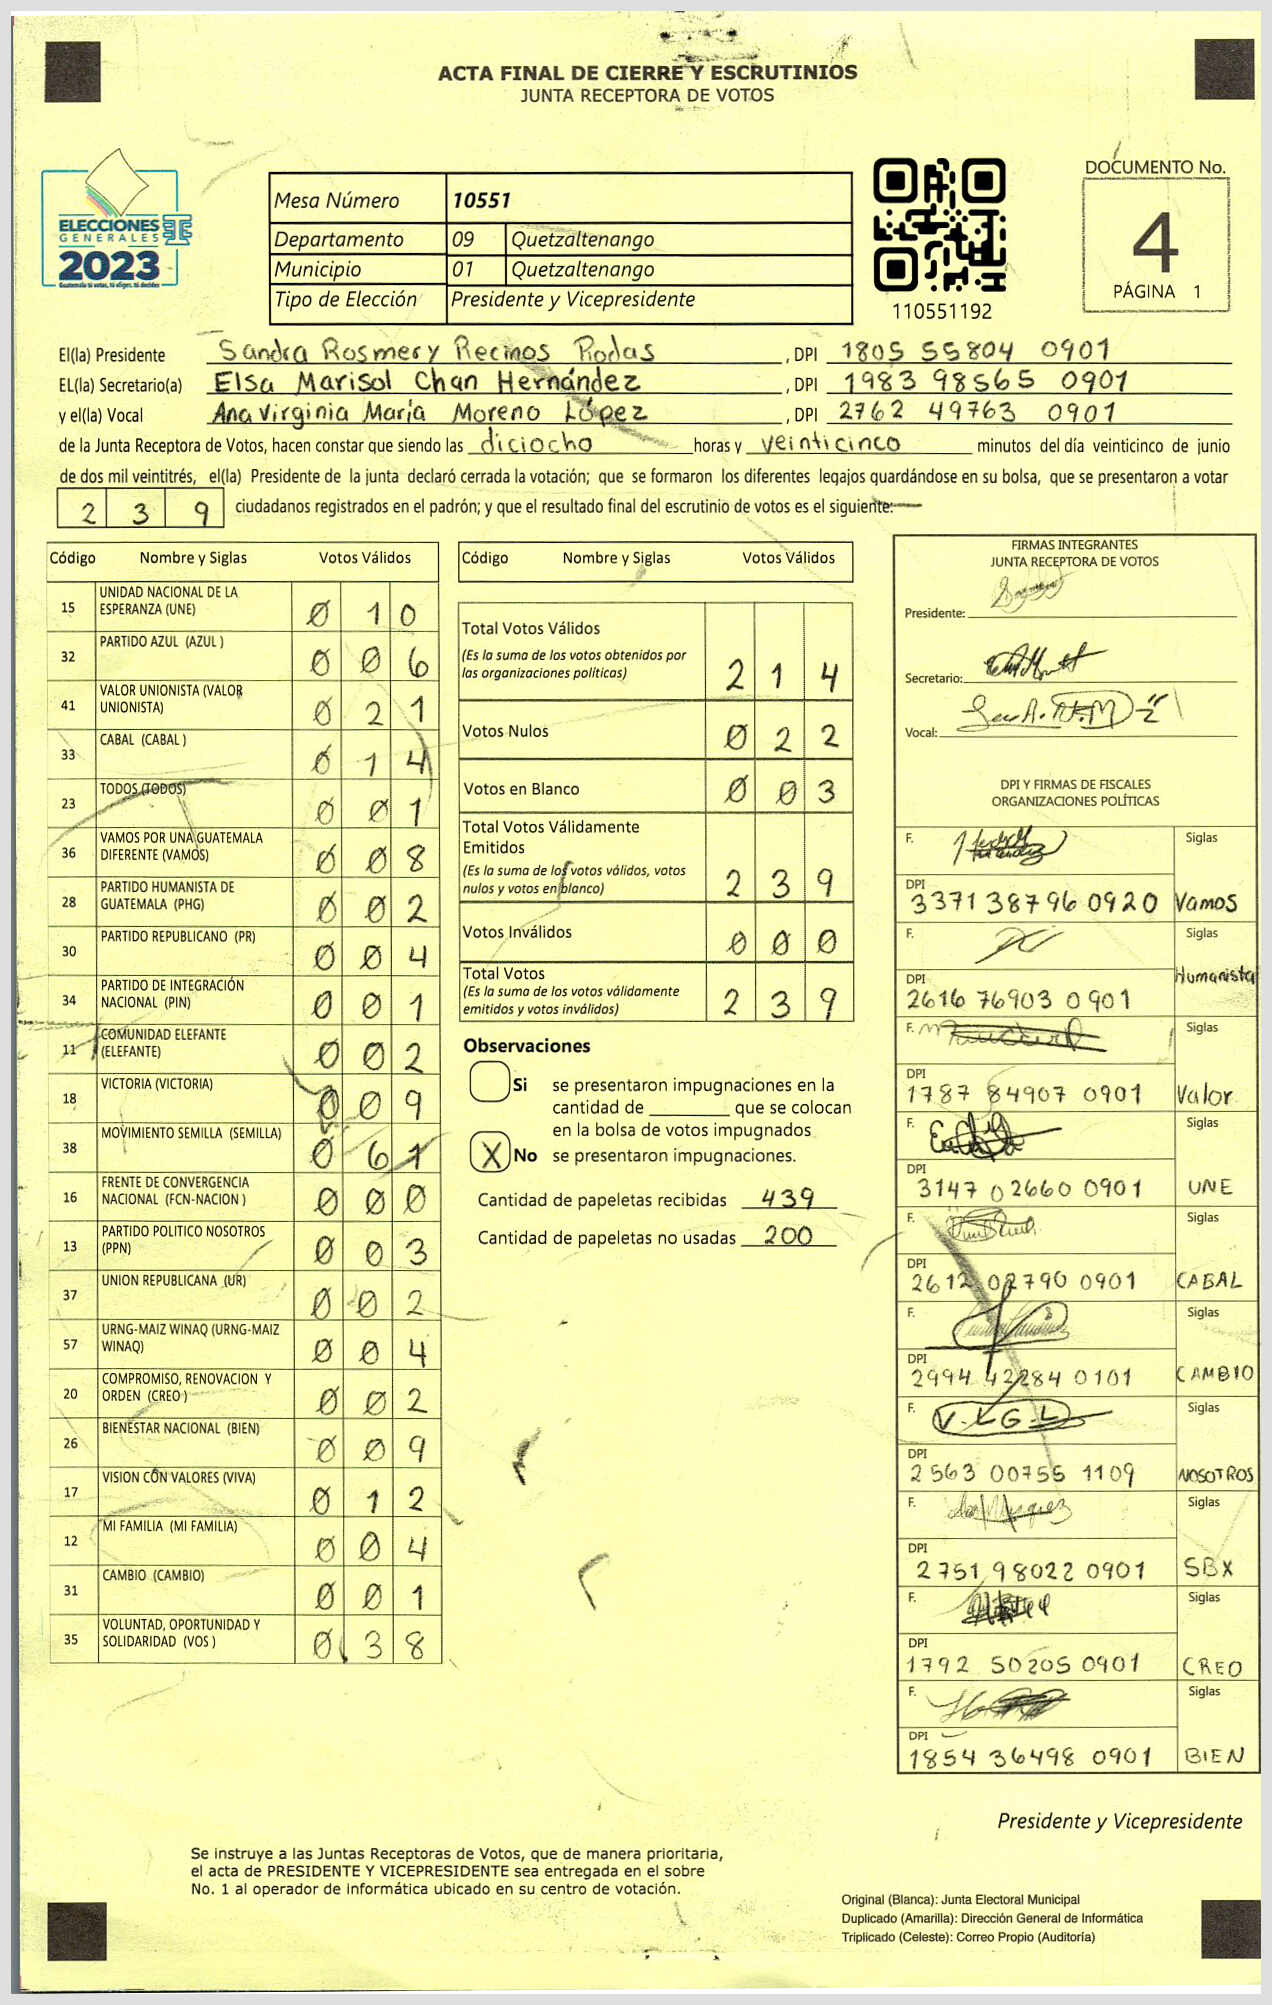 ACTA FINAL DE CIERRE Y ESCRUTINIOS
JUNTA RECEPTORA DE VOTOS
ELECCIONES
GENERALES
2023
Guatemala tú votas, tú eliges, tú decides
Mesa Número 10551
Departamento 09 Quetzaltenango
Municipio 01 Quetzaltenango
Tipo de Elección Presidente y Vicepresidente
110551192
DOCUMENTO No.
4
PÁGINA 1
El(la) Presidente Sandra Rosmery Recinos Rodas , DPI 1805 55804 0901
EL(la) Secretario(a) Elsa Marisol Chan Hernández , DPI 1983 98565 0901
y el(la) Vocal Ana Virginia María Moreno López , DPI 2762 49763 0901
de la Junta Receptora de Votos, hacen constar que siendo las diciocho horas y veinticinco minutos del día veinticinco de junio
de dos mil veintitrés, el(la) Presidente de la junta declaró cerrada la votación; que se formaron los diferentes legajos guardándose en su bolsa, que se presentaron a votar
2 3 9 ciudadanos registrados en el padrón; y que el resultado final del escrutinio de votos es el siguiente:
Código Nombre y Siglas Votos Válidos
15 UNIDAD NACIONAL DE LA
ESPERANZA (UNE) 0 1 0
32 PARTIDO AZUL (AZUL ) 0 0 6
41 VALOR UNIONISTA (VALOR
UNIONISTA) 0 2 1
33 CABAL (CABAL ) 0 1 4
23 TODOS (TODOS) 0 0 1
36 VAMOS POR UNA GUATEMALA
DIFERENTE (VAMOS) 0 0 8
28 PARTIDO HUMANISTA DE
GUATEMALA (PHG) 0 0 2
30 PARTIDO REPUBLICANO (PR) 0 0 4
34 PARTIDO DE INTEGRACIÓN
NACIONAL (PIN) 0 0 1
11 COMUNIDAD ELEFANTE
(ELEFANTE) 0 0 2
18 VICTORIA (VICTORIA) 0 0 9
38 MOVIMIENTO SEMILLA (SEMILLA) 0 6 1
16 FRENTE DE CONVERGENCIA
NACIONAL (FCN-NACION ) 0 0 0
13 PARTIDO POLITICO NOSOTROS
(PPN) 0 0 3
37 UNION REPUBLICANA (UR) 0 0 2
57 URNG-MAIZ WINAQ (URNG-MAIZ
WINAQ) 0 0 4
20 COMPROMISO, RENOVACION Y
ORDEN (CREO ) 0 0 2
26 BIENESTAR NACIONAL (BIEN) 0 0 9
17 VISION CON VALORES (VIVA) 0 1 2
12 MI FAMILIA (MI FAMILIA) 0 0 4
31 CAMBIO (CAMBIO) 0 0 1
35 VOLUNTAD, OPORTUNIDAD Y
SOLIDARIDAD (VOS ) 0 3 8
Código Nombre y Siglas Votos Válidos
Total Votos Válidos
(Es la suma de los votos obtenidos por
las organizaciones políticas) 2 1 4
Votos Nulos 0 2 2
Votos en Blanco 0 0 3
Total Votos Válidamente
Emitidos
(Es la suma de los votos válidos, votos
nulos y votos en blanco) 2 3 9
Votos Inválidos 0 0 0
Total Votos
(Es la suma de los votos válidamente
emitidos y votos inválidos) 2 3 9
Observaciones
Si se presentaron impugnaciones en la
cantidad de ________ que se colocan
en la bolsa de votos impugnados
X No se presentaron impugnaciones.
Cantidad de papeletas recibidas 439
Cantidad de papeletas no usadas 200
FIRMAS INTEGRANTES
JUNTA RECEPTORA DE VOTOS
Presidente:
Secretario:
Vocal:
DPI Y FIRMAS DE FISCALES
ORGANIZACIONES POLÍTICAS
F. Siglas
DPI
3371 38796 0920 Vamos
F. Siglas
DPI Humanista
2616 76903 0901
F. Siglas
DPI
1787 84907 0901 Valor
F. Siglas
DPI
3147 02660 0901 UNE
F. Siglas
DPI
2612 02790 0901 CABAL
F. Siglas
DPI
2994 42284 0101 CAMBIO
F. V.L.G.L Siglas
DPI
2563 00755 1109 NOSOTROS
F. Siglas
DPI
2751 98022 0901 SBX
F. Siglas
DPI
1792 50205 0901 CREO
F. Siglas
DPI
1854 36498 0901 BIEN
Presidente y Vicepresidente
Se instruye a las Juntas Receptoras de Votos, que de manera prioritaria,
el acta de PRESIDENTE Y VICEPRESIDENTE sea entregada en el sobre
No. 1 al operador de informática ubicado en su centro de votación.
Original (Blanca): Junta Electoral Municipal
Duplicado (Amarilla): Dirección General de Informática
Triplicado (Celeste): Correo Propio (Auditoría)